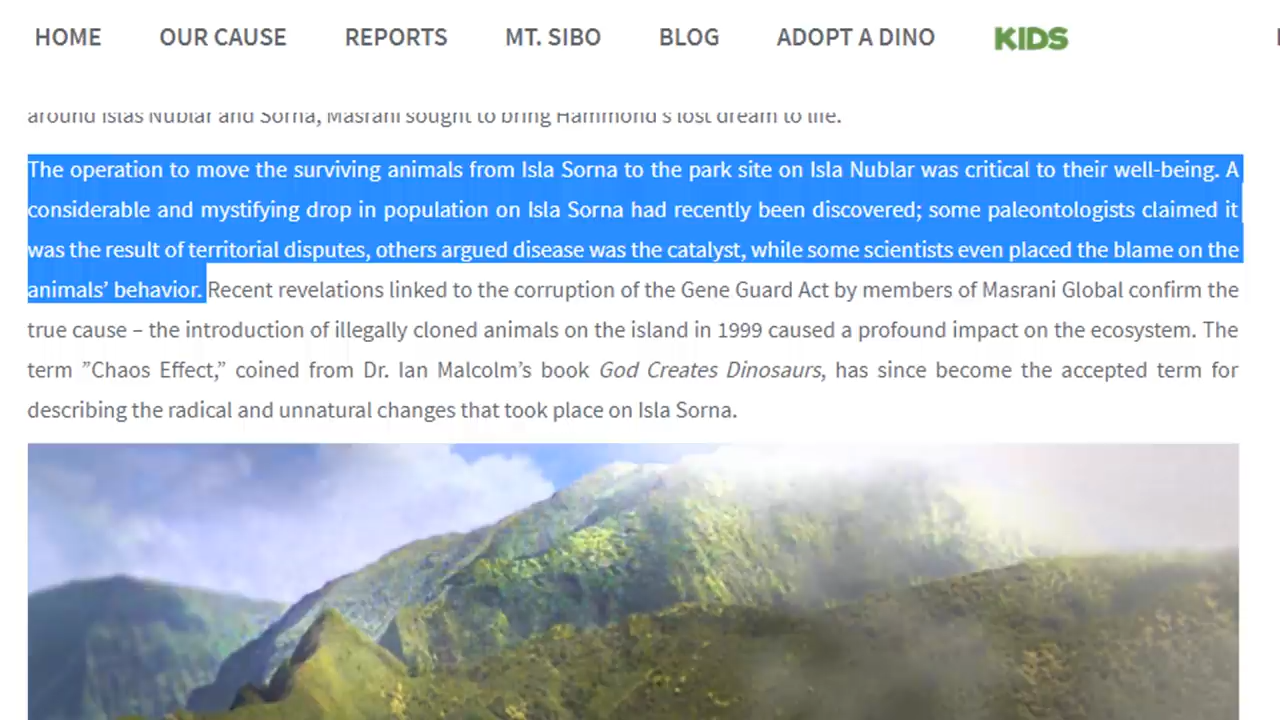 HOME OUR CAUSE REPORTS MT. SIBO BLOG ADOPT A DINO KIDS
around Islas Nublar and Sorna, Masrani sought to bring Hammond's lost dream to life.
The operation to move the surviving animals from Isla Sorna to the park site on Isla Nublar was critical to their well-being. A
considerable and mystifying drop in population on Isla Sorna had recently been discovered; some paleontologists claimed it
was the result of territorial disputes, others argued disease was the catalyst, while some scientists even placed the blame on the
animals’ behavior. Recent revelations linked to the corruption of the Gene Guard Act by members of Masrani Global confirm the
true cause – the introduction of illegally cloned animals on the island in 1999 caused a profound impact on the ecosystem. The
term ”Chaos Effect,” coined from Dr. Ian Malcolm’s book God Creates Dinosaurs, has since become the accepted term for
describing the radical and unnatural changes that took place on Isla Sorna.